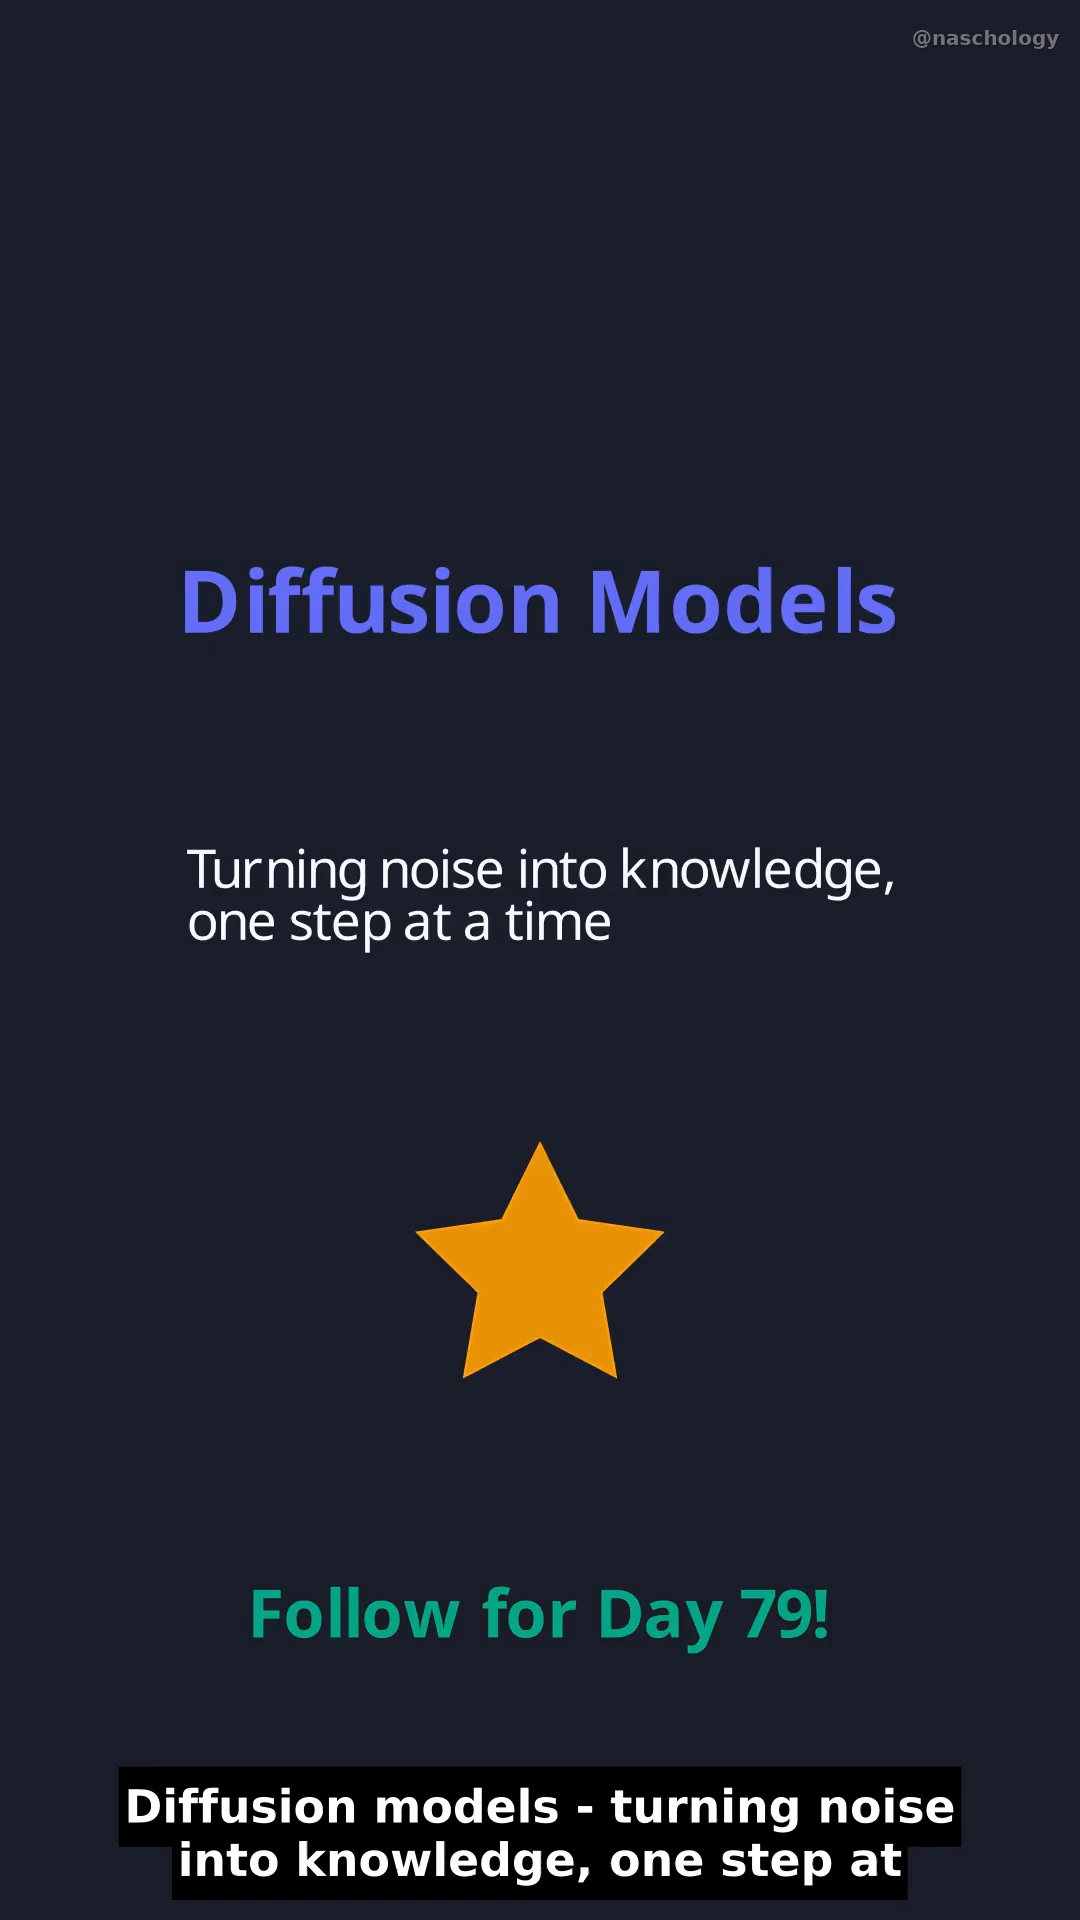 @naschology
Diffusion Models
Turning noise into knowledge,
one step at a time
Follow for Day 79!
Diffusion models - turning noise
into knowledge, one step at